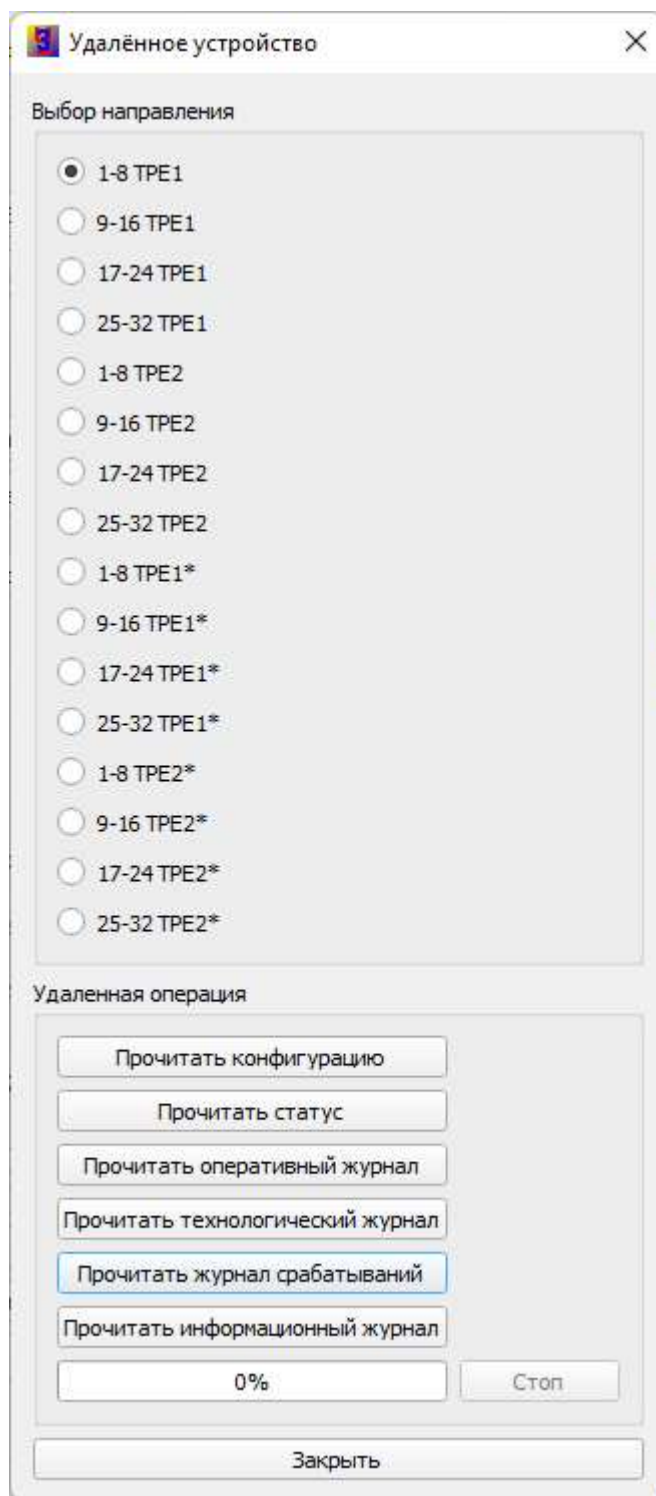 Удалённое устройство
Выбор направления
1-8 TPE1
9-16 TPE1
17-24 TPE1
25-32 TPE1
1-8 TPE2
9-16 TPE2
17-24 TPE2
25-32 TPE2
1-8 TPE1*
9-16 TPE1*
17-24 TPE1*
25-32 TPE1*
1-8 TPE2*
9-16 TPE2*
17-24 TPE2*
25-32 TPE2*
Удаленная операция
Прочитать конфигурацию
Прочитать статус
Прочитать оперативный журнал
Прочитать технологический журнал
Прочитать журнал срабатываний
Прочитать информационный журнал
0% Стоп
Закрыть